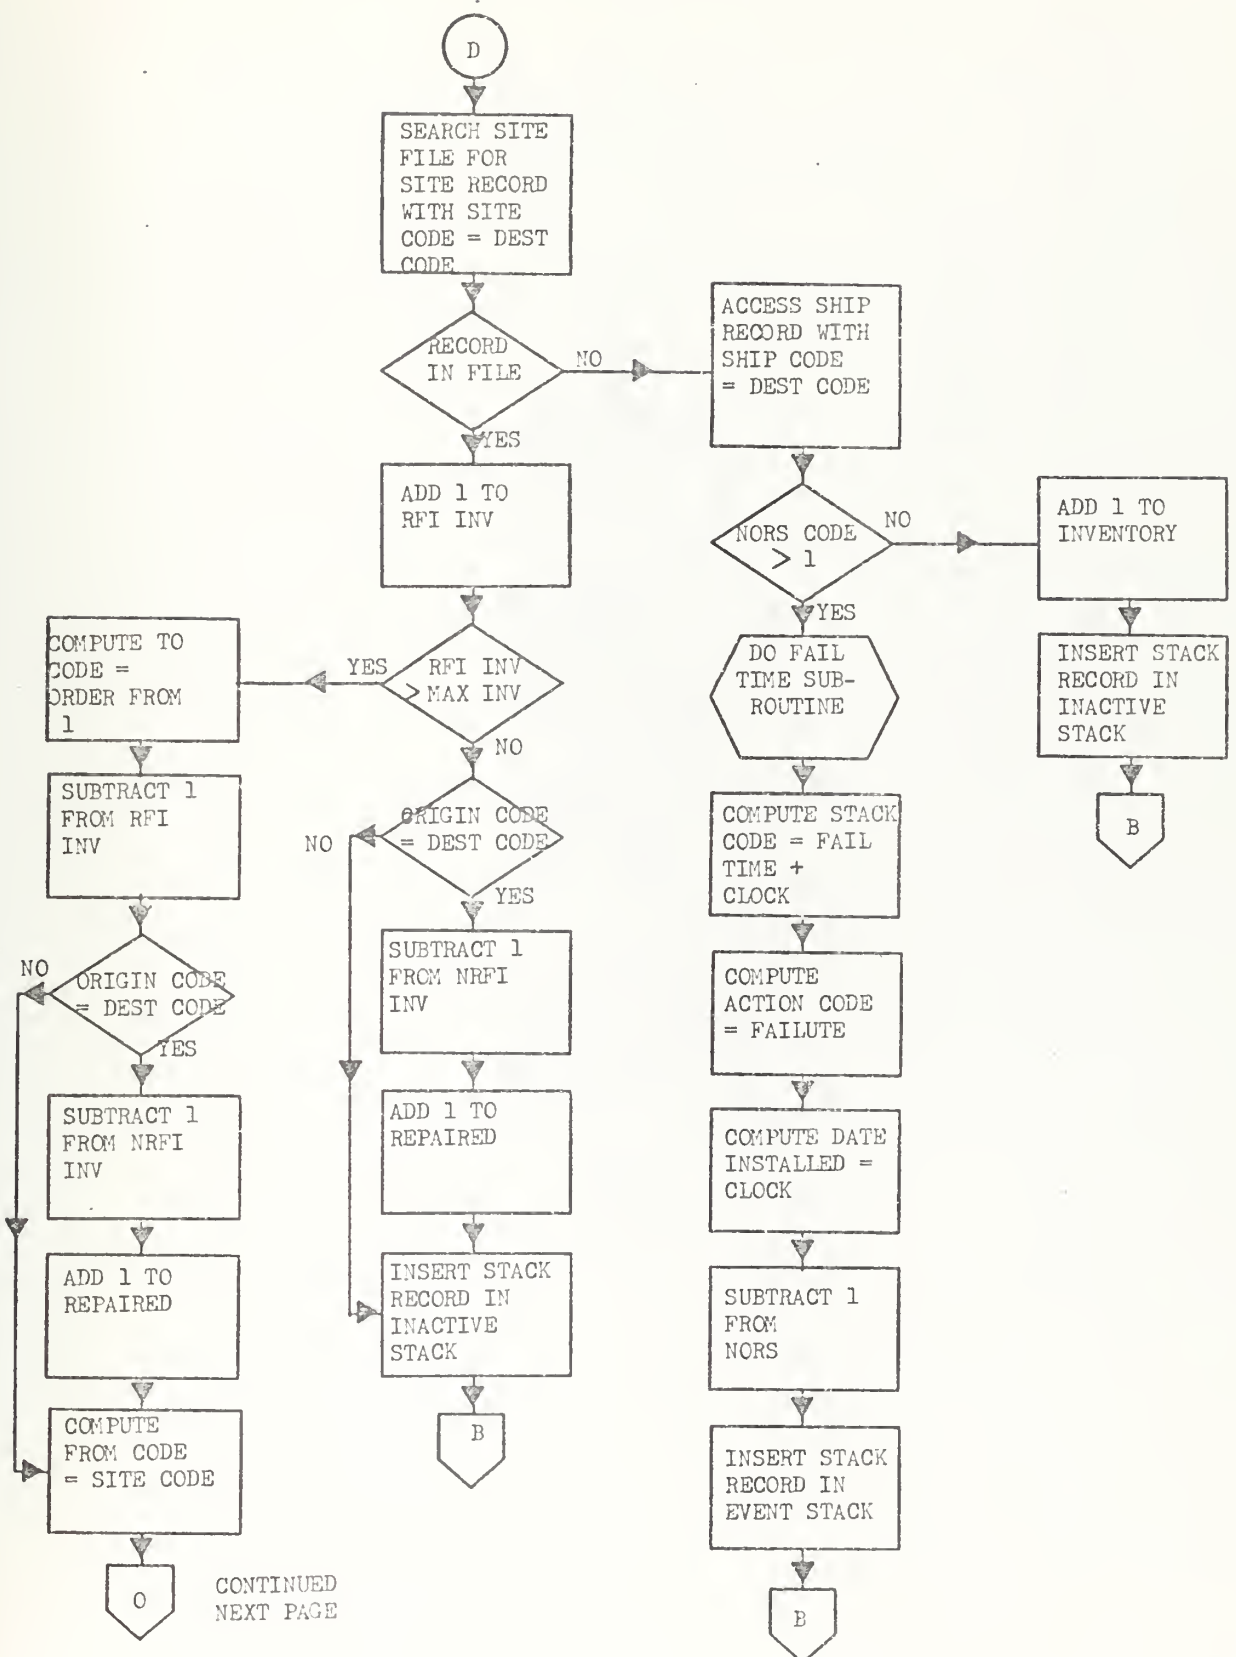 D
SEARCH SITE
FILE FOR
SITE RECORD
WITH SITE
CODE = DEST
CODE
RECORD
IN FILE
NO
YES
ACCESS SHIP
RECORD WITH
SHIP CODE
= DEST CODE
ADD 1 TO
RFI INV
NORS CODE
> 1
NO
YES
ADD 1 TO
INVENTORY
INSERT STACK
RECORD IN
INACTIVE
STACK
B
RFI INV
> MAX INV
YES
NO
COMPUTE TO
CODE =
ORDER FROM
1
SUBTRACT 1
FROM RFI
INV
ORIGIN CODE
= DEST CODE
NO
YES
SUBTRACT 1
FROM NRFI
INV
ADD 1 TO
REPAIRED
COMPUTE
FROM CODE
= SITE CODE
O
CONTINUED
NEXT PAGE
ORIGIN CODE
= DEST CODE
NO
YES
SUBTRACT 1
FROM NRFI
INV
ADD 1 TO
REPAIRED
INSERT STACK
RECORD IN
INACTIVE
STACK
B
DO FAIL
TIME SUB-
ROUTINE
COMPUTE STACK
CODE = FAIL
TIME +
CLOCK
COMPUTE
ACTION CODE
= FAILUTE
COMPUTE DATE
INSTALLED =
CLOCK
SUBTRACT 1
FROM
NORS
INSERT STACK
RECORD IN
EVENT STACK
B